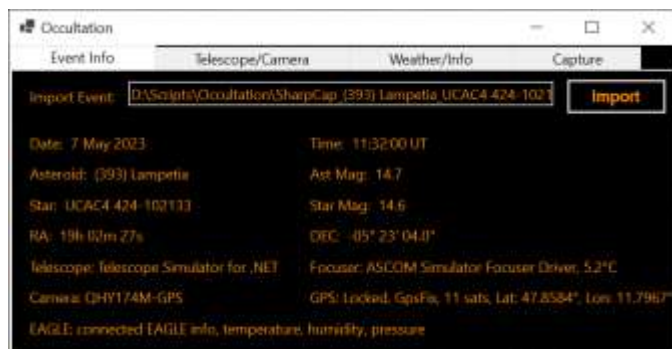 Occultation
Event Info Telescope/Camera Weather/Info Capture
Import Event: D:\Scripts\Occultation\SharpCap_(393) Lampetia_UCAC4 424-1021 Import
Date: 7 May 2023 Time: 11:32:00 UT
Asteroid: (393) Lampetia Ast Mag: 14.7
Star: UCAC4 424-102133 Star Mag: 14.6
RA: 19h 02m 27s DEC: -05° 23' 04.0"
Telescope: Telescope Simulator for .NET Focuser: ASCOM Simulator Focuser Driver, 5.2°C
Camera: QHY174M-GPS GPS: Locked, GpsFix, 11 sats, Lat: 47.8584°, Lon: 11.7967°
EAGLE: connected EAGLE info, temperature, humidity, pressure